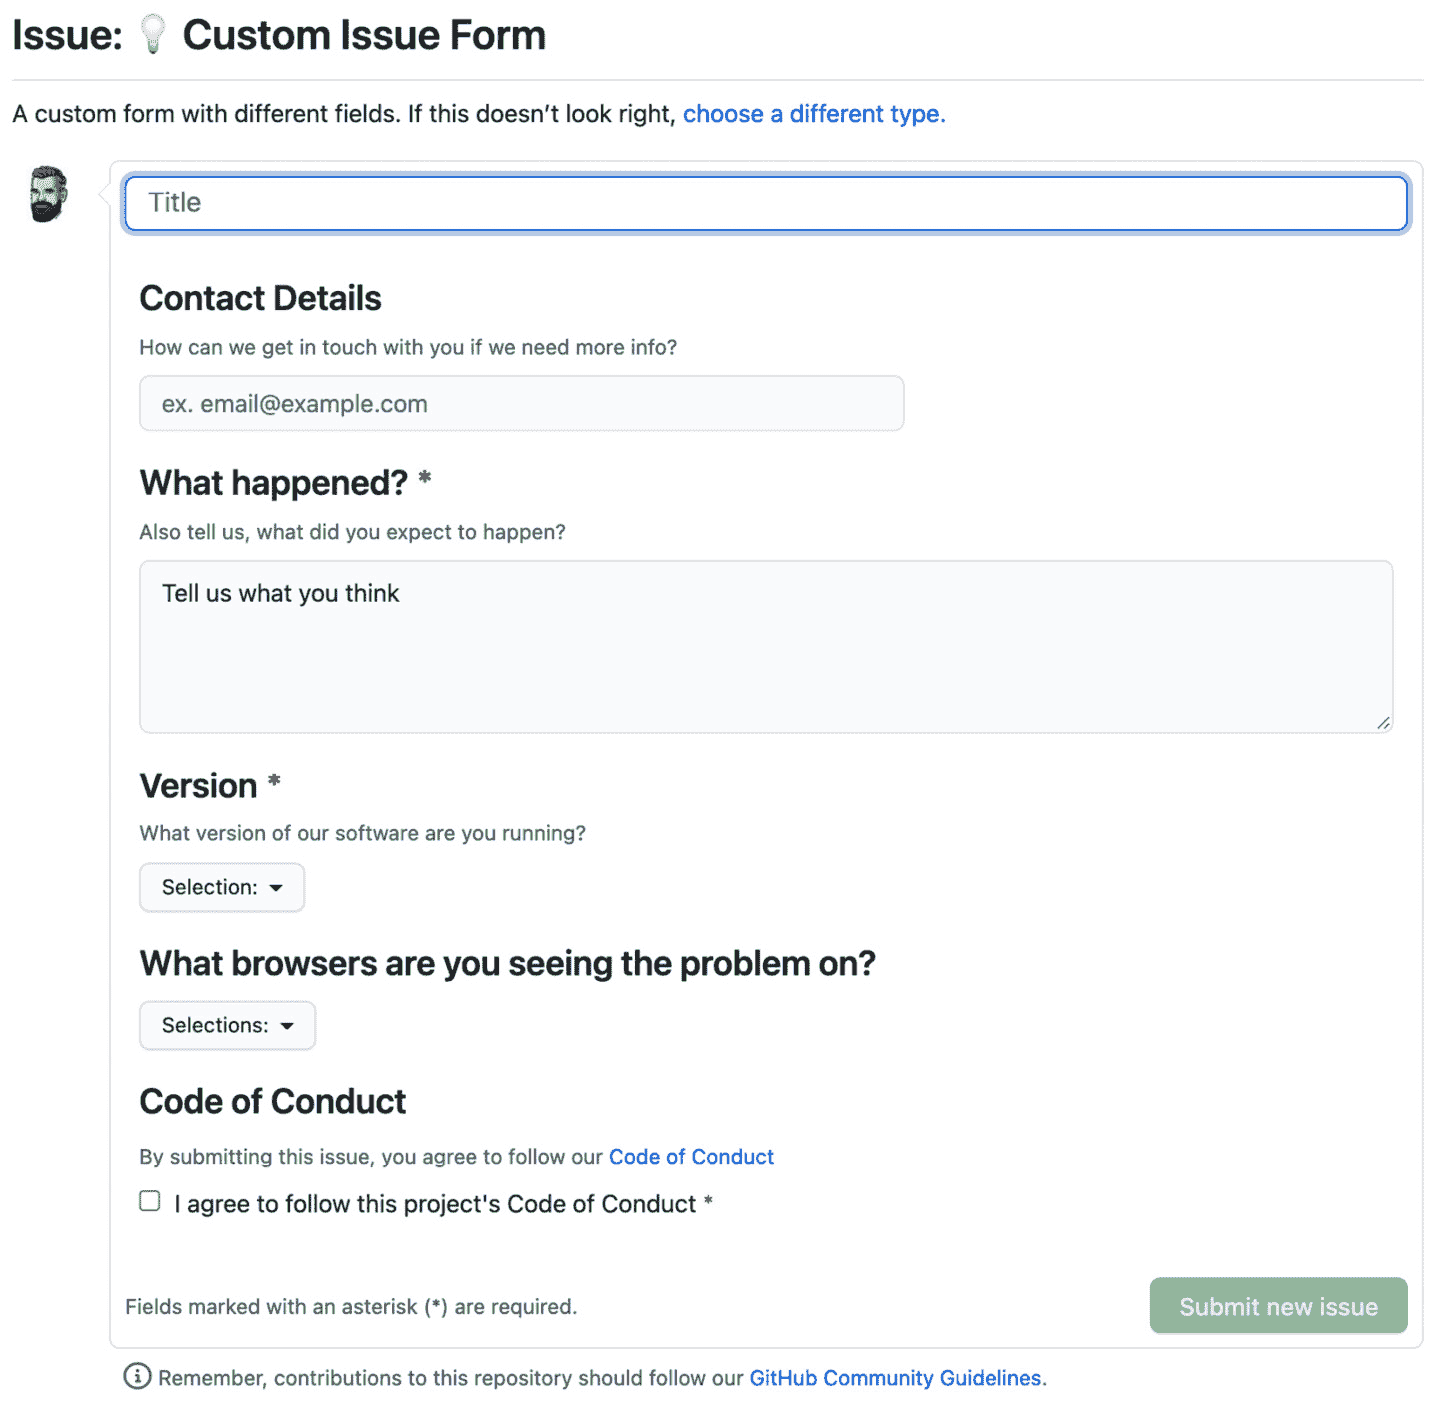 Issue: 💡 Custom Issue Form
A custom form with different fields. If this doesn’t look right, choose a different type.
Title
Contact Details
How can we get in touch with you if we need more info?
ex. email@example.com
What happened? *
Also tell us, what did you expect to happen?
Tell us what you think
Version *
What version of our software are you running?
Selection:
What browsers are you seeing the problem on?
Selections:
Code of Conduct
By submitting this issue, you agree to follow our Code of Conduct
I agree to follow this project's Code of Conduct *
Fields marked with an asterisk (*) are required.
Submit new issue
Remember, contributions to this repository should follow our GitHub Community Guidelines.